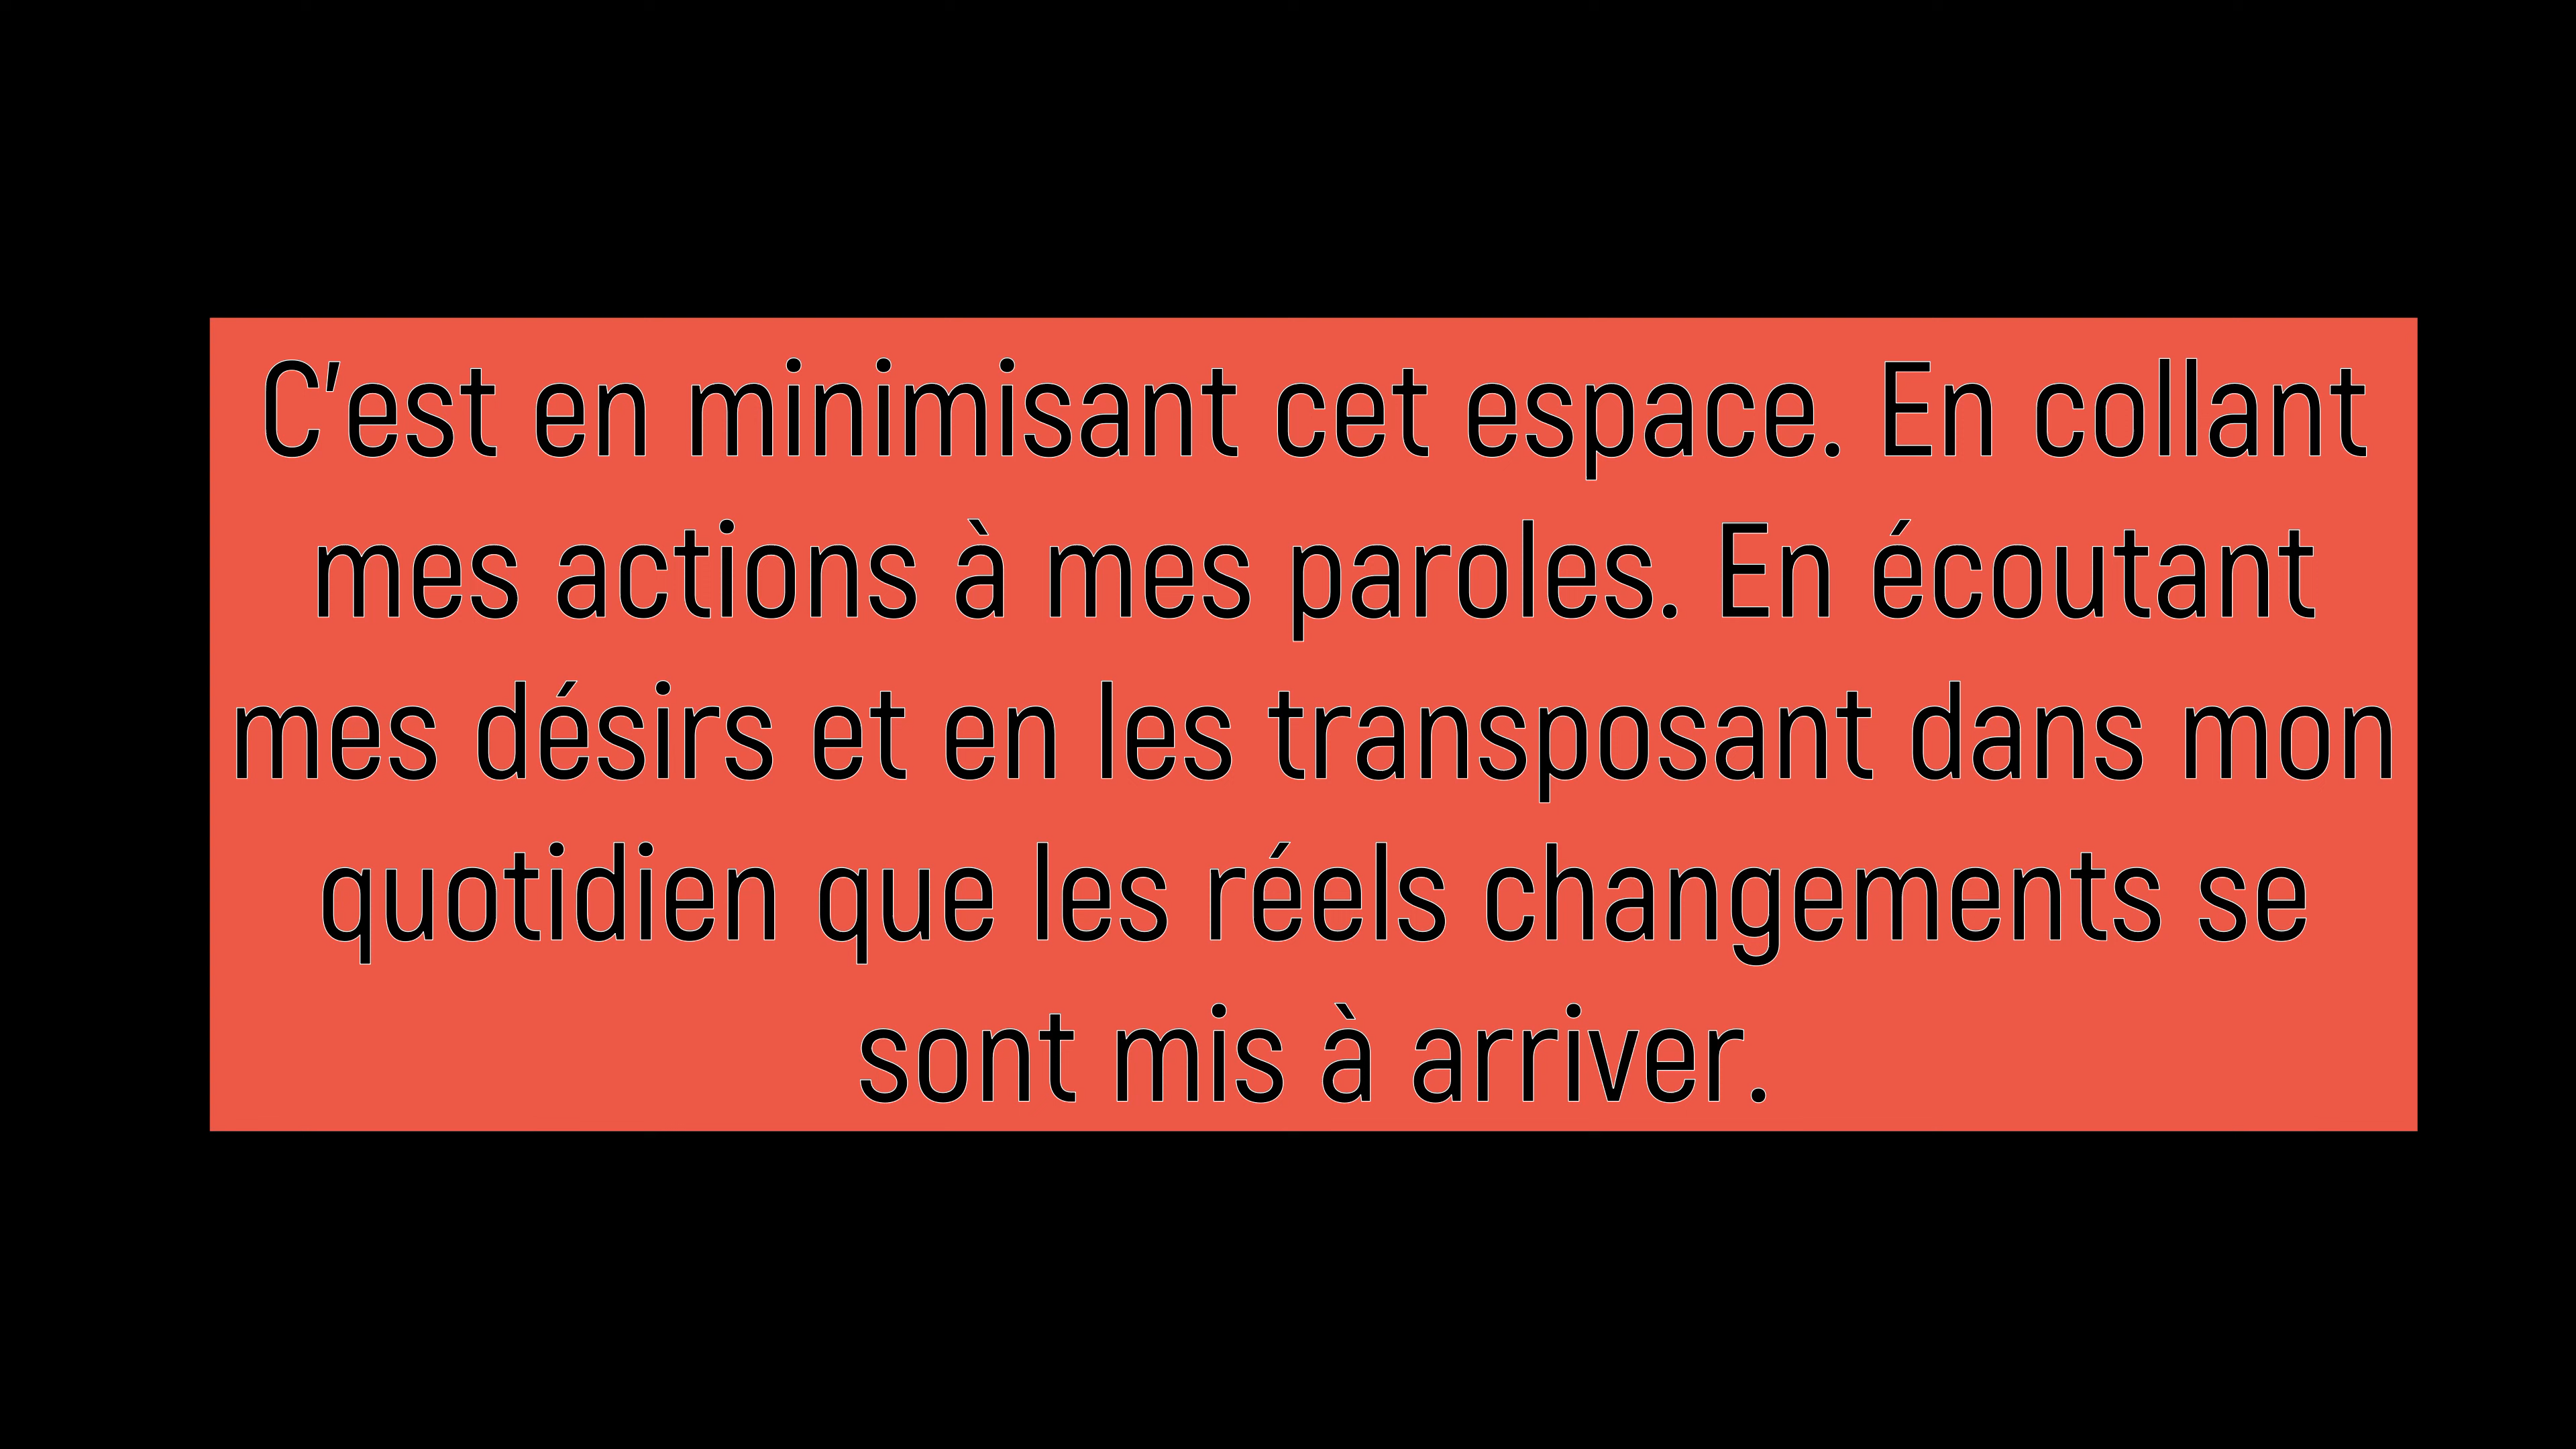 C'est en minimisant cet espace. En collant
mes actions à mes paroles. En écoutant
mes désirs et en les transposant dans mon
quotidien que les réels changements se
sont mis à arriver.